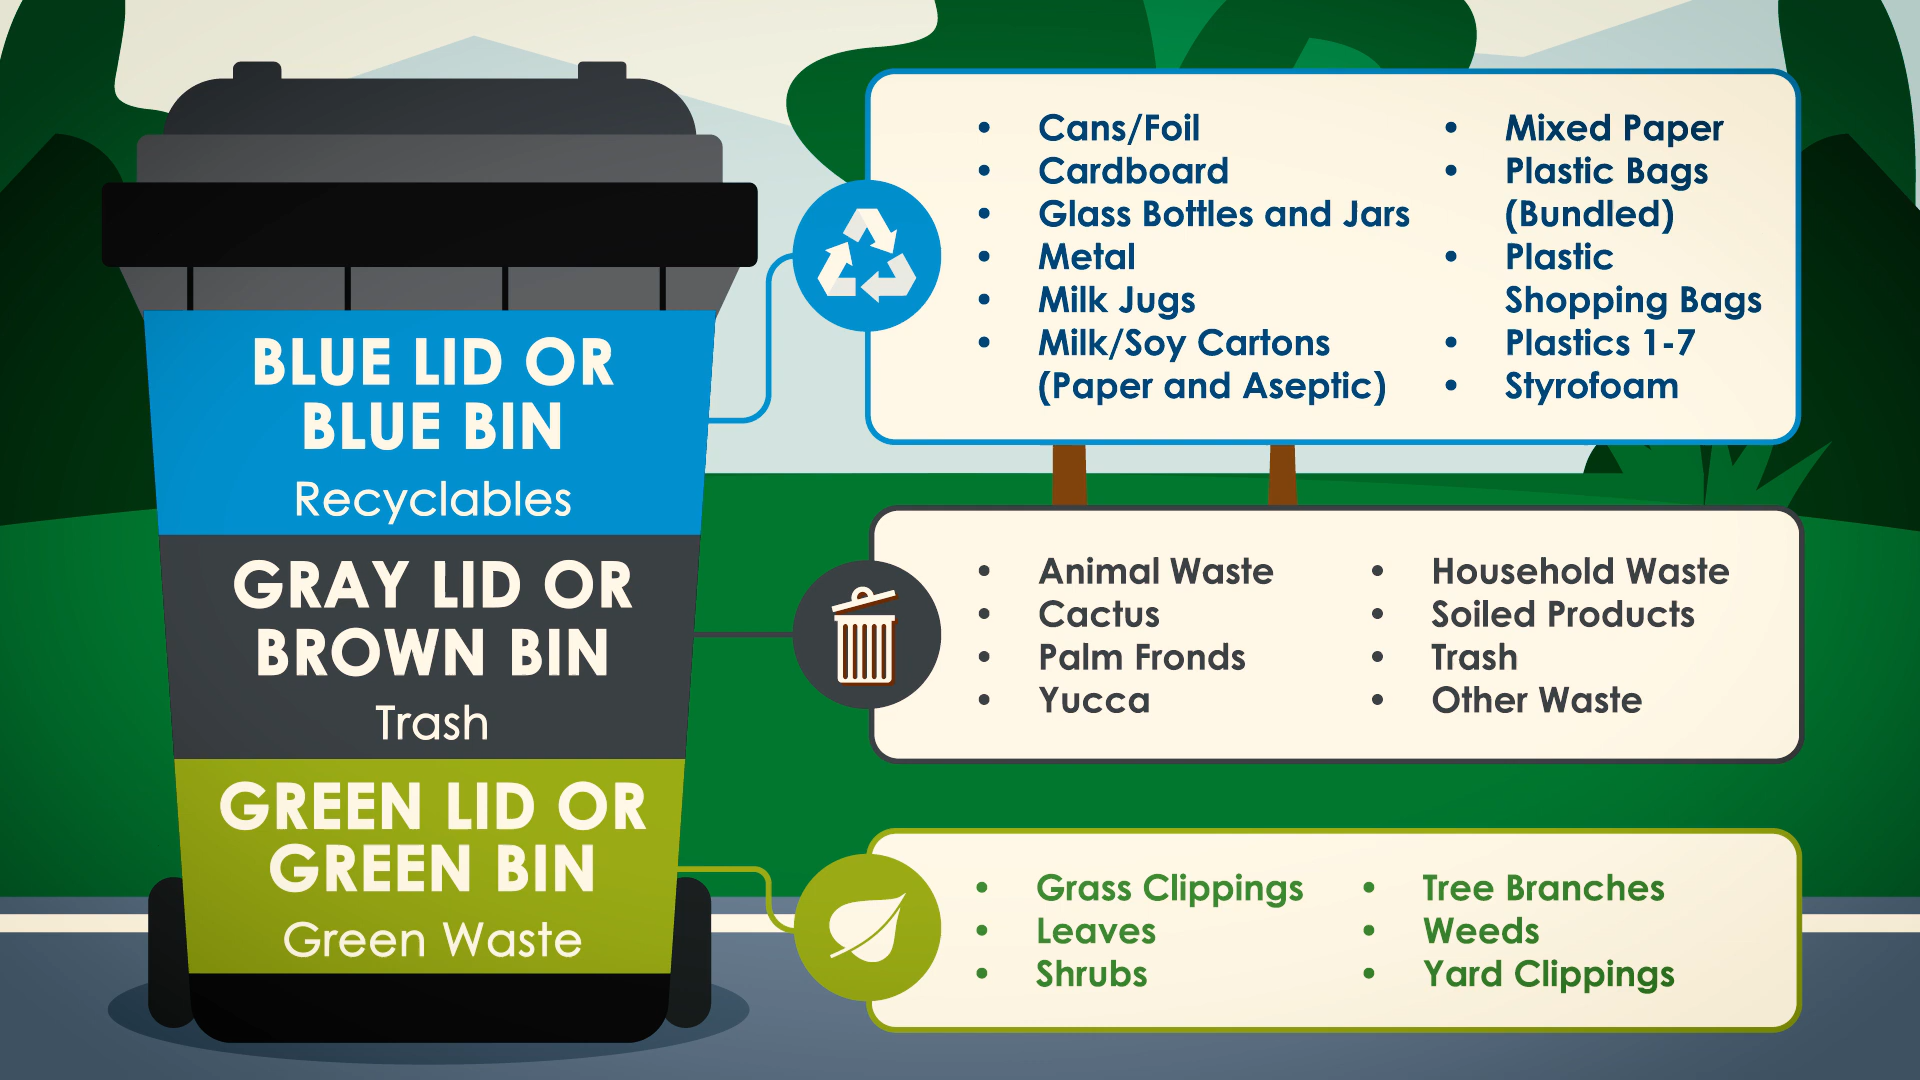 BLUE LID OR
BLUE BIN
Recyclables
GRAY LID OR
BROWN BIN
Trash
GREEN LID OR
GREEN BIN
Green Waste
• Cans/Foil
• Cardboard
• Glass Bottles and Jars
• Metal
• Milk Jugs
• Milk/Soy Cartons
(Paper and Aseptic)
• Mixed Paper
• Plastic Bags
(Bundled)
• Plastic
Shopping Bags
• Plastics 1-7
• Styrofoam
• Animal Waste
• Cactus
• Palm Fronds
• Yucca
• Household Waste
• Soiled Products
• Trash
• Other Waste
• Grass Clippings
• Leaves
• Shrubs
• Tree Branches
• Weeds
• Yard Clippings